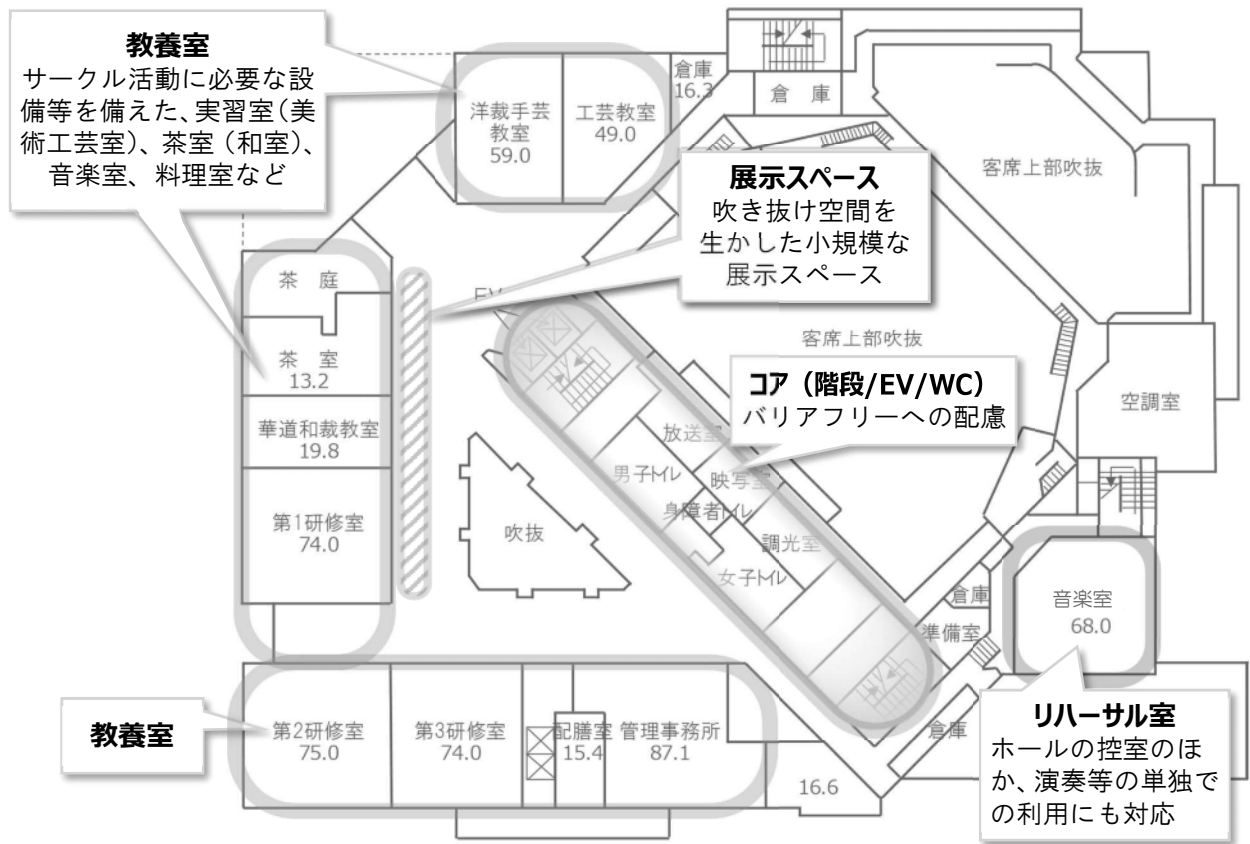 教養室
サークル活動に必要な設
備等を備えた、実習室（美
術工芸室）、茶室（和室）、
音楽室、料理室など
洋裁手芸
教室
59.0
工芸教室
49.0
倉庫
16.3
倉　庫
客席上部吹抜
展示スペース
吹き抜け空間を
生かした小規模な
展示スペース
茶　庭
EV
客席上部吹抜
茶　室
13.2
コア（階段/EV/WC）
バリアフリーへの配慮
空調室
華道和裁教室
19.8
放送室
男子トイレ
映写室
身障者トイレ
第1研修室
74.0
吹抜
調光室
女子トイレ
倉庫
準備室
音楽室
68.0
教養室
第2研修室
75.0
第3研修室
74.0
配膳室
15.4
管理事務所
87.1
16.6
倉庫
リハーサル室
ホールの控室のほ
か、演奏等の単独で
の利用にも対応